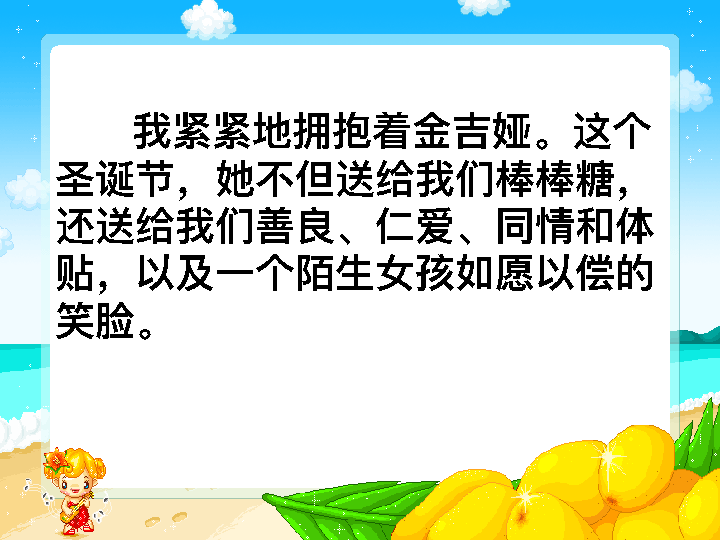 我紧紧地拥抱着金吉娅。这个
圣诞节，她不但送给我们棒棒糖，
还送给我们善良、仁爱、同情和体
贴，以及一个陌生女孩如愿以偿的
笑脸。